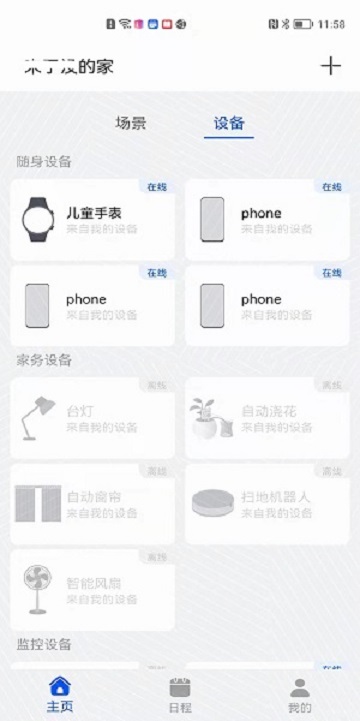 11:58
的家
场景 设备
随身设备
在线 在线
儿童手表 phone
来自我的设备 来自我的设备
在线 在线
phone phone
来自我的设备 来自我的设备
家务设备
离线 离线
台灯 自动浇花
来自我的设备 来自我的设备
离线 离线
自动窗帘 扫地机器人
来自我的设备 来自我的设备
离线
智能风扇
来自我的设备
监控设备
离线 在线
主页 日程 我的